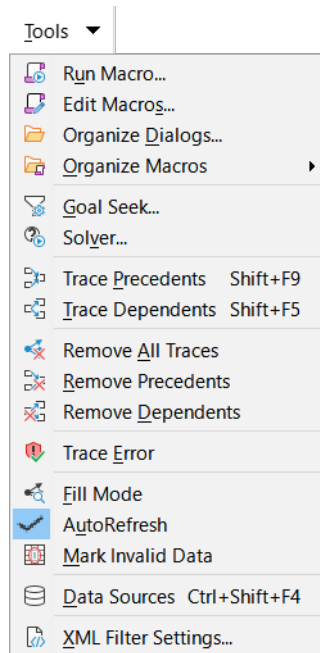 Tools
Run Macro...
Edit Macros...
Organize Dialogs...
Organize Macros
Goal Seek...
Solver...
Trace Precedents Shift+F9
Trace Dependents Shift+F5
Remove All Traces
Remove Precedents
Remove Dependents
Trace Error
Fill Mode
AutoRefresh
Mark Invalid Data
Data Sources Ctrl+Shift+F4
XML Filter Settings...